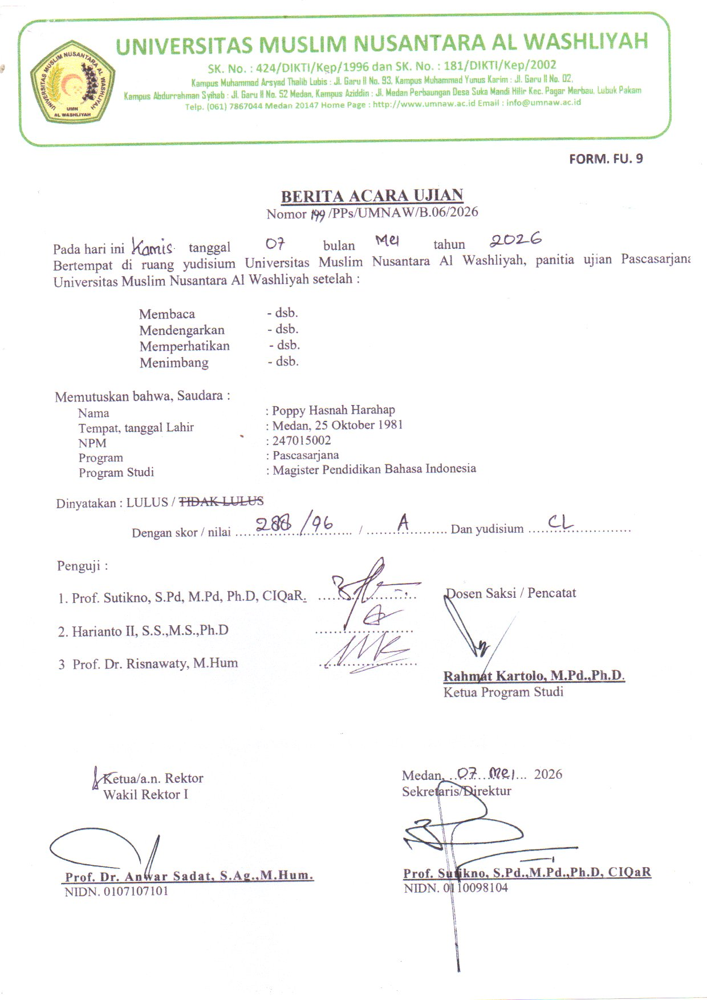 UNIVERSITAS MUSLIM NUSANTARA AL WASHLIYAH
SK. No. : 424/DIKTI/Kep/1996 dan SK. No. : 181/DIKTI/Kep/2002
Kampus Muhammad Arsyad Thalib Lubis : Jl. Garu II No. 93, Kampus Muhammad Yunus Karim : Jl. Garu II No. 02,
Kampus Abdurrahman Syihab : Jl. Garu II No. 52 Medan, Kampus Aziddin : Jl. Medan Perbaungan Desa Suka Mandi Hilir Kec. Pagar Merbau, Lubuk Pakam
Telp. (061) 7867044 Medan 20147 Home Page : http://www.umnaw.ac.id Email : info@umnaw.ac.id
UNIVERSITAS MUSLIM NUSANTARA AL WASHLIYAH
UMN
AL WASHLIYAH
FORM. FU. 9
BERITA ACARA UJIAN
Nomor 199 /PPs/UMNAW/B.06/2026
Pada hari ini Kamis tanggal 07 bulan Mei tahun 2026
Bertempat di ruang yudisium Universitas Muslim Nusantara Al Washliyah, panitia ujian Pascasarjana
Universitas Muslim Nusantara Al Washliyah setelah :
Membaca - dsb.
Mendengarkan - dsb.
Memperhatikan - dsb.
Menimbang - dsb.
Memutuskan bahwa, Saudara :
Nama : Poppy Hasnah Harahap
Tempat, tanggal Lahir : Medan, 25 Oktober 1981
NPM : 247015002
Program : Pascasarjana
Program Studi : Magister Pendidikan Bahasa Indonesia
Dinyatakan : LULUS / TIDAK LULUS
Dengan skor / nilai 288/96 / A Dan yudisium CL
Penguji :
1. Prof. Sutikno, S.Pd, M.Pd, Ph.D, CIQaR.
Dosen Saksi / Pencatat
2. Harianto II, S.S.,M.S.,Ph.D
3 Prof. Dr. Risnawaty, M.Hum
Rahmat Kartolo, M.Pd.,Ph.D.
Ketua Program Studi
Ketua/a.n. Rektor
Wakil Rektor I
Medan, 07 Mei 2026
Sekretaris/Direktur
Prof. Dr. Anwar Sadat, S.Ag.,M.Hum.
NIDN. 0107107101
Prof. Sutikno, S.Pd.,M.Pd.,Ph.D, CIQaR
NIDN. 0110098104